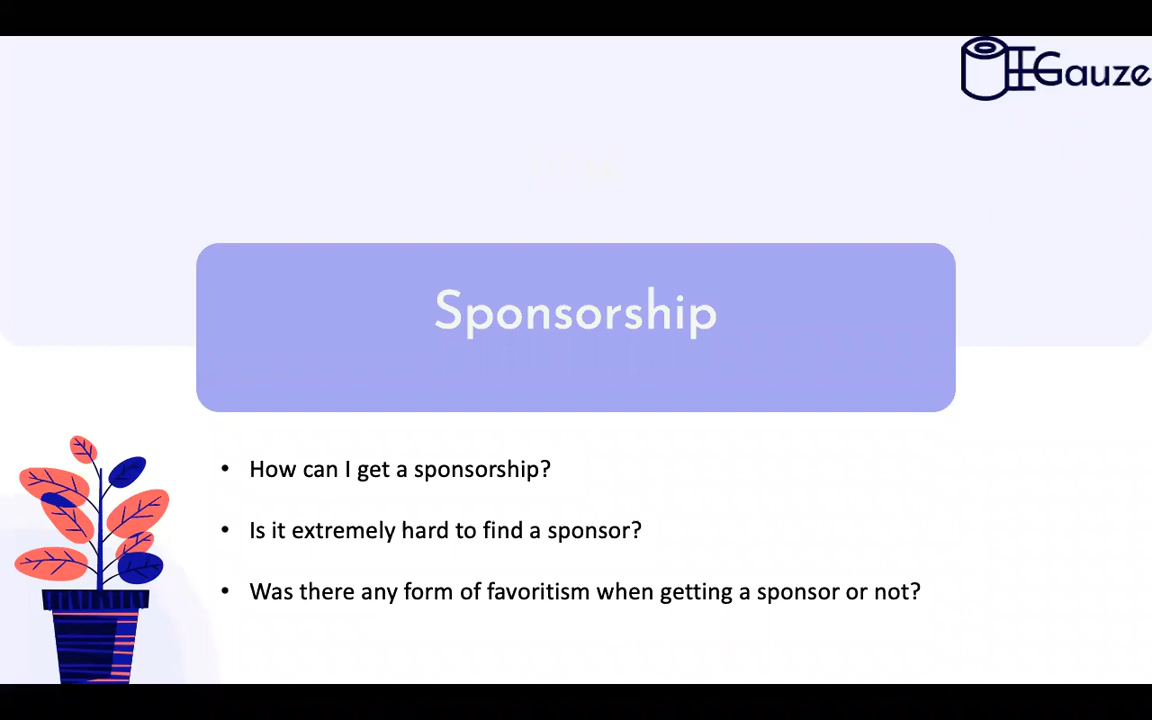 Gauze
Sponsorship
• How can I get a sponsorship?
• Is it extremely hard to find a sponsor?
• Was there any form of favoritism when getting a sponsor or not?